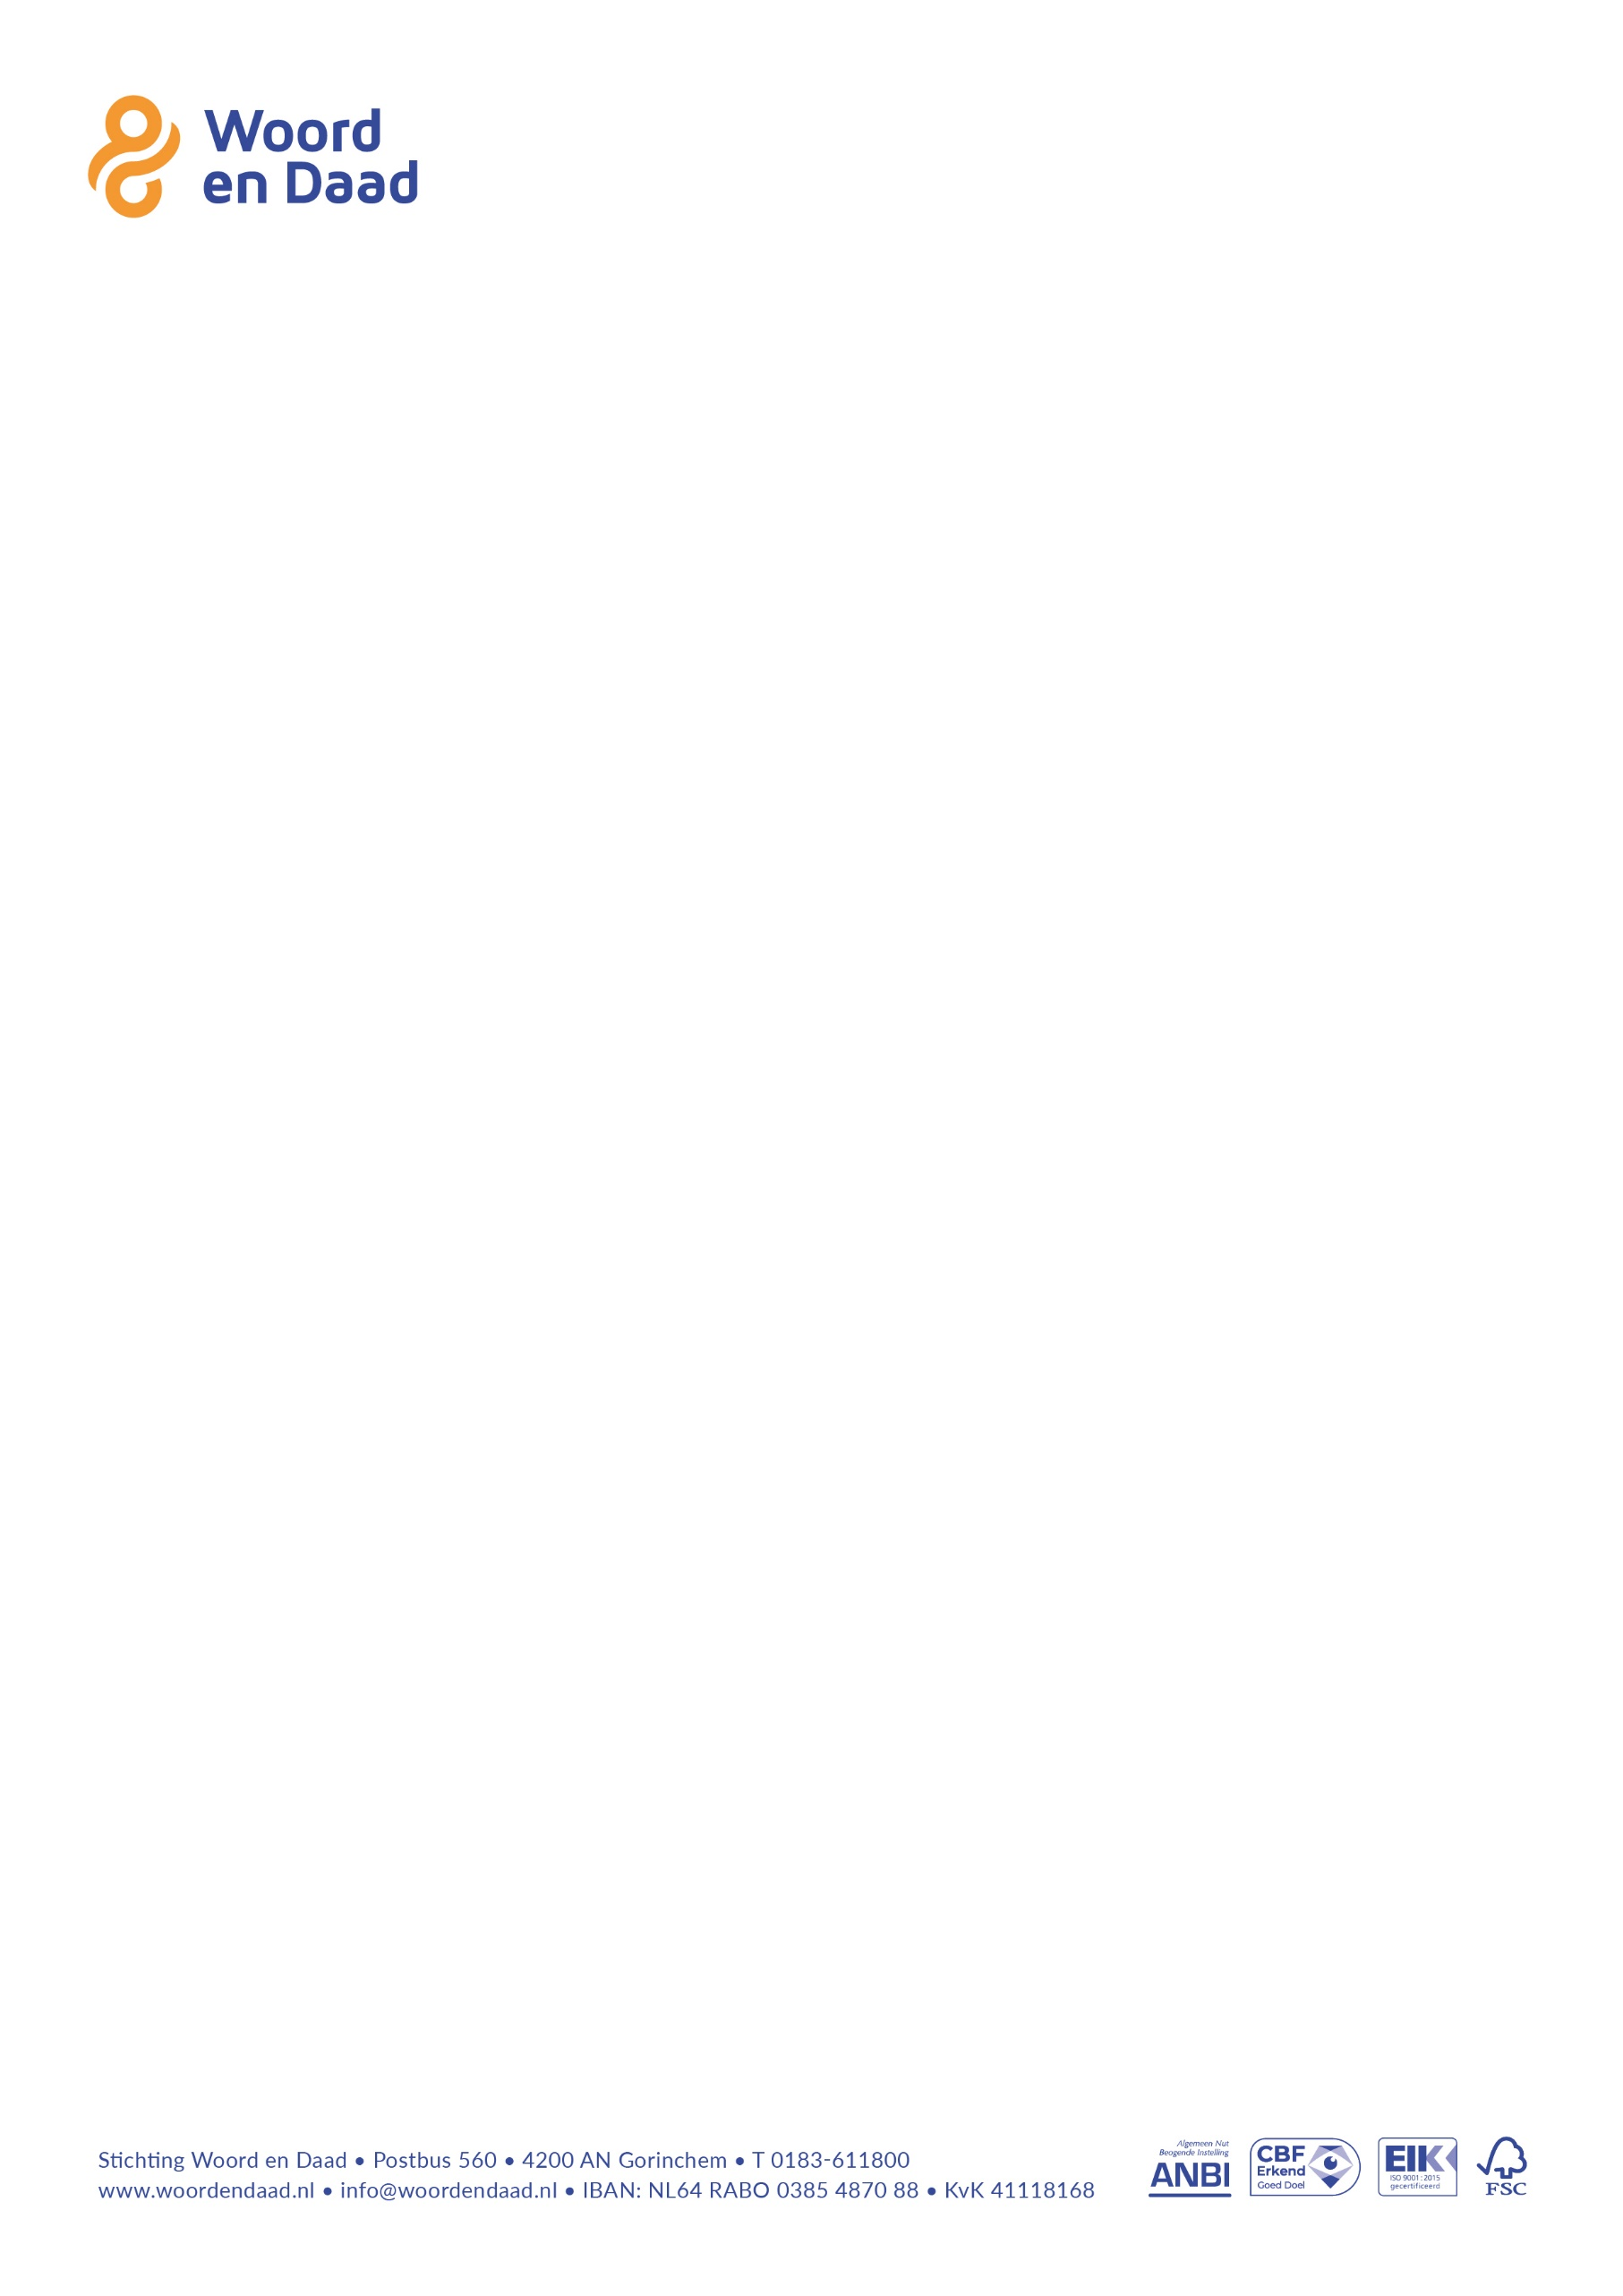 Woord
en Daad
Stichting Woord en Daad • Postbus 560 • 4200 AN Gorinchem • T 0183-611800
www.woordendaad.nl • info@woordendaad.nl • IBAN: NL64 RABO 0385 4870 88 • KvK 41118168
Algemeen Nut
Beogende Instelling
ANBI
CBF
Erkend
Goed Doel
EIK
ISO 9001:2015
gecertificeerd
FSC